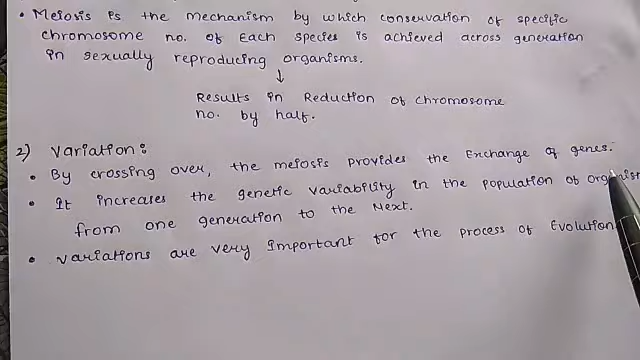 • Meiosis is the mechanism by which conservation of specific
chromosome no. of each species is achieved across generation
in sexually reproducing organisms.
↓
Results in Reduction of chromosome
no. by half.
2) Variation:
• By crossing over, the meiosis provides the Exchange of genes.
• It increases the genetic variability in the population of organism
from one generation to the Next.
• Variations are very Important for the process of Evolution